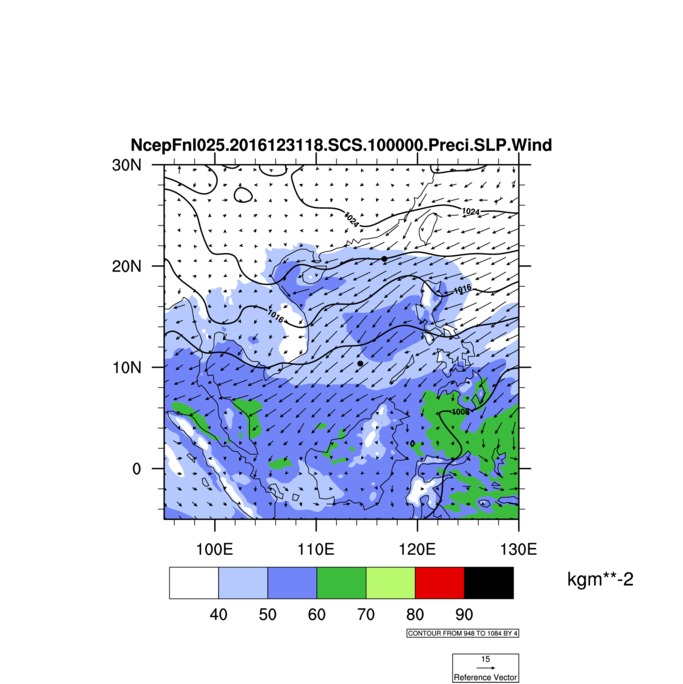 NcepFnl025.2016123118.SCS.100000.Preci.SLP.Wind
30N
1024
1024
20N
1016
1016
10N
1008
0
0
100E 110E 120E 130E
40 50 60 70 80 90
kgm**-2
CONTOUR FROM 948 TO 1084 BY 4
15
Reference Vector